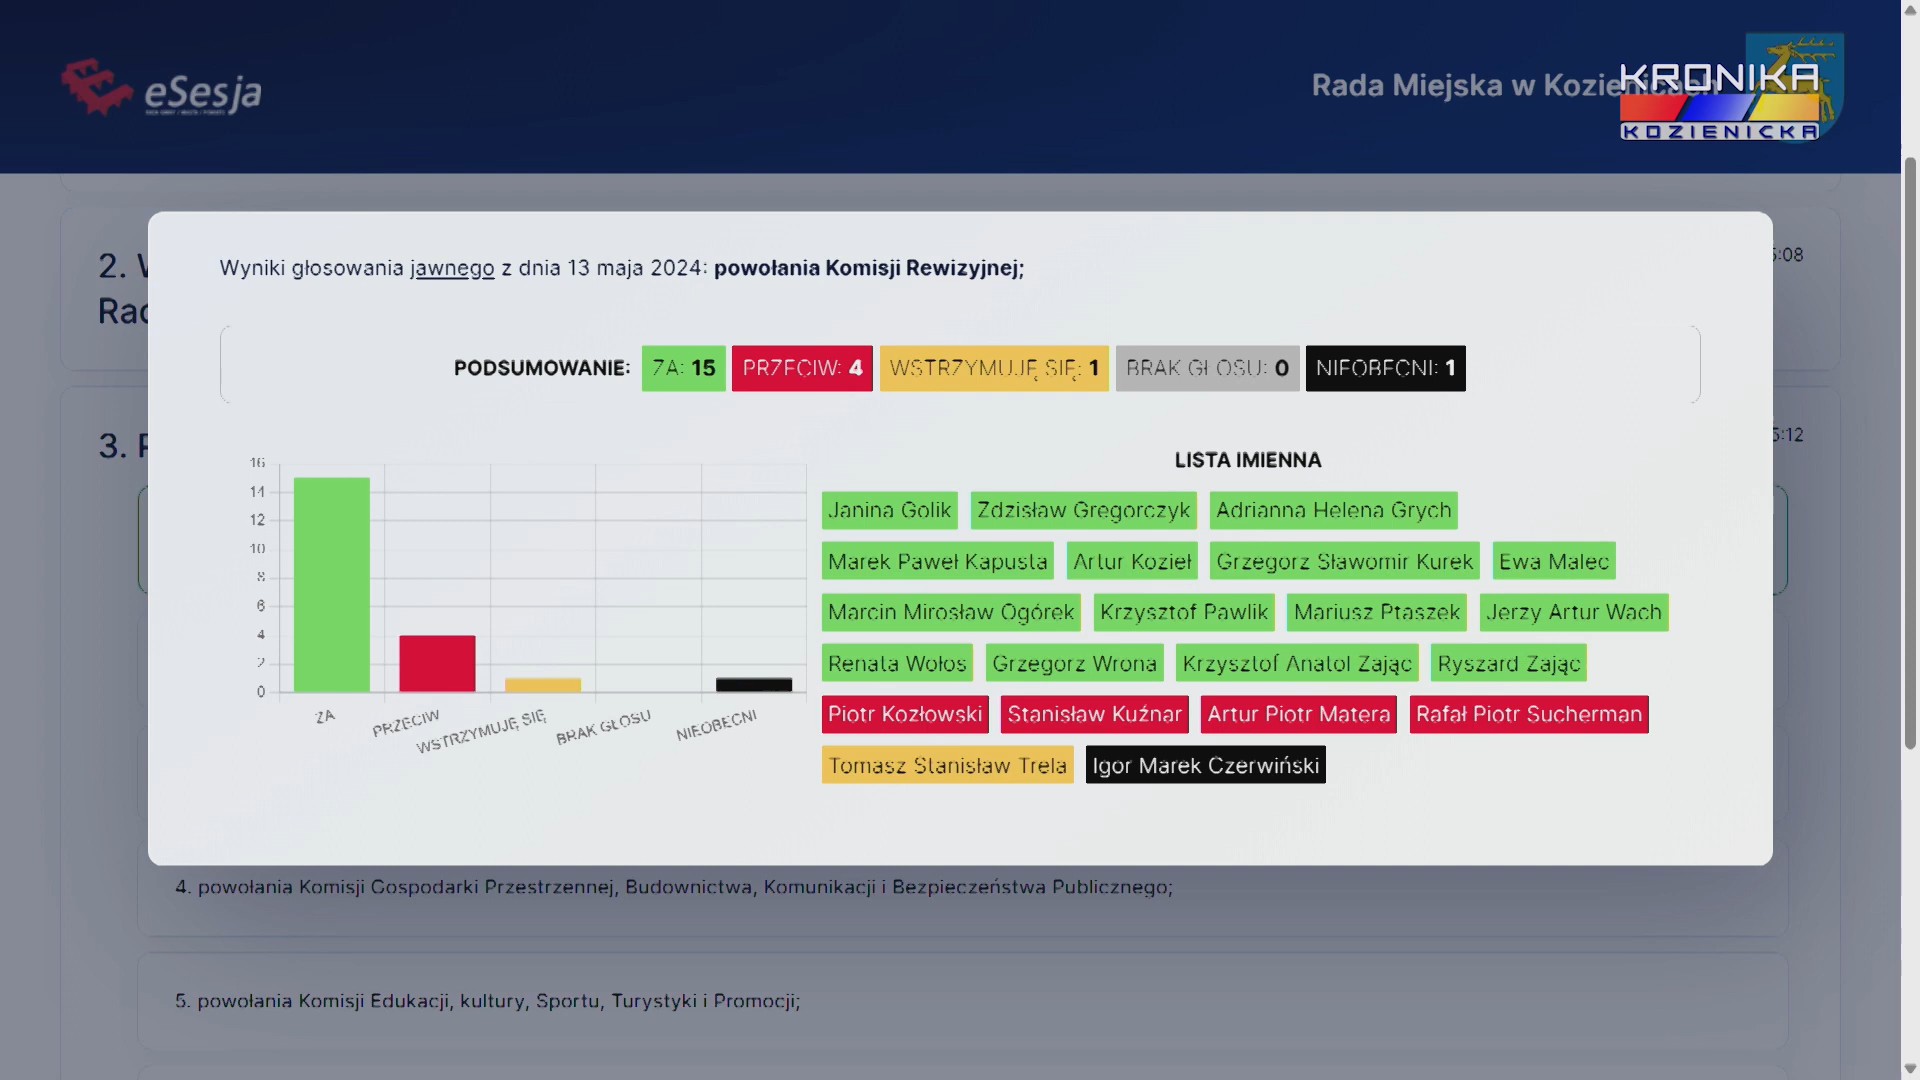 eSesja
Rada Miejska w Kozienicach
KRONIKA
KOZIENICKA
2. W
Rad
5:08
Wyniki głosowania jawnego z dnia 13 maja 2024: powołania Komisji Rewizyjnej;
PODSUMOWANIE: ZA: 15 PRZECIW: 4 WSTRZYMUJĘ SIĘ: 1 BRAK GŁOSU: 0 NIEOBECNI: 1
3.
5:12
16
14
12
10
8
6
4
2
0
ZA
PRZECIW
WSTRZYMUJĘ SIĘ
BRAK GŁOSU
NIEOBECNI
LISTA IMIENNA
Janina Golik Zdzisław Gregorczyk Adrianna Helena Grych
Marek Paweł Kapusta Artur Kozieł Grzegorz Sławomir Kurek Ewa Malec
Marcin Mirosław Ogórek Krzysztof Pawlik Mariusz Ptaszek Jerzy Artur Wach
Renata Wołos Grzegorz Wrona Krzysztof Anatol Zając Ryszard Zając
Piotr Kozłowski Stanisław Kuźnar Artur Piotr Matera Rafał Piotr Sucherman
Tomasz Stanisław Trela Igor Marek Czerwiński
4. powołania Komisji Gospodarki Przestrzennej, Budownictwa, Komunikacji i Bezpieczeństwa Publicznego;
5. powołania Komisji Edukacji, kultury, Sportu, Turystyki i Promocji;